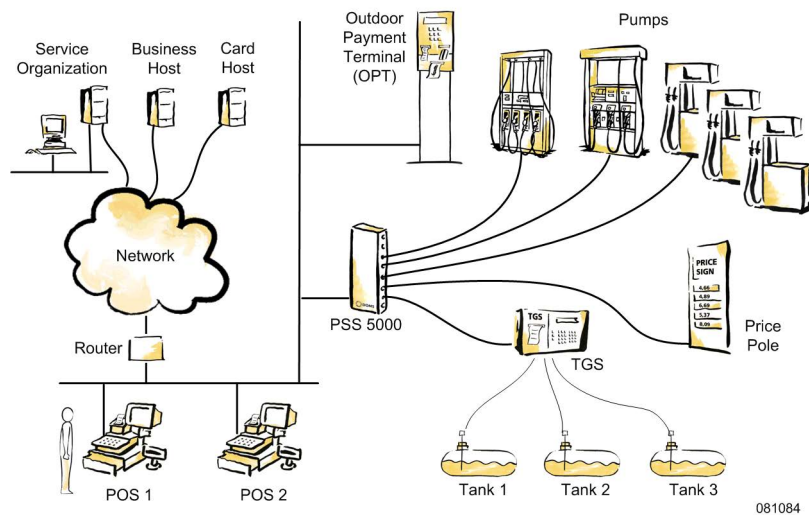 Outdoor
Payment
Terminal
(OPT)
Pumps
Service
Organization
Business
Host
Card
Host
Network
PSS 5000
PRICE
SIGN
4.66
4.89
6.69
5.37
8.09
Price
Pole
Router
TGS
TGS
POS 1
POS 2
Tank 1
Tank 2
Tank 3
081084